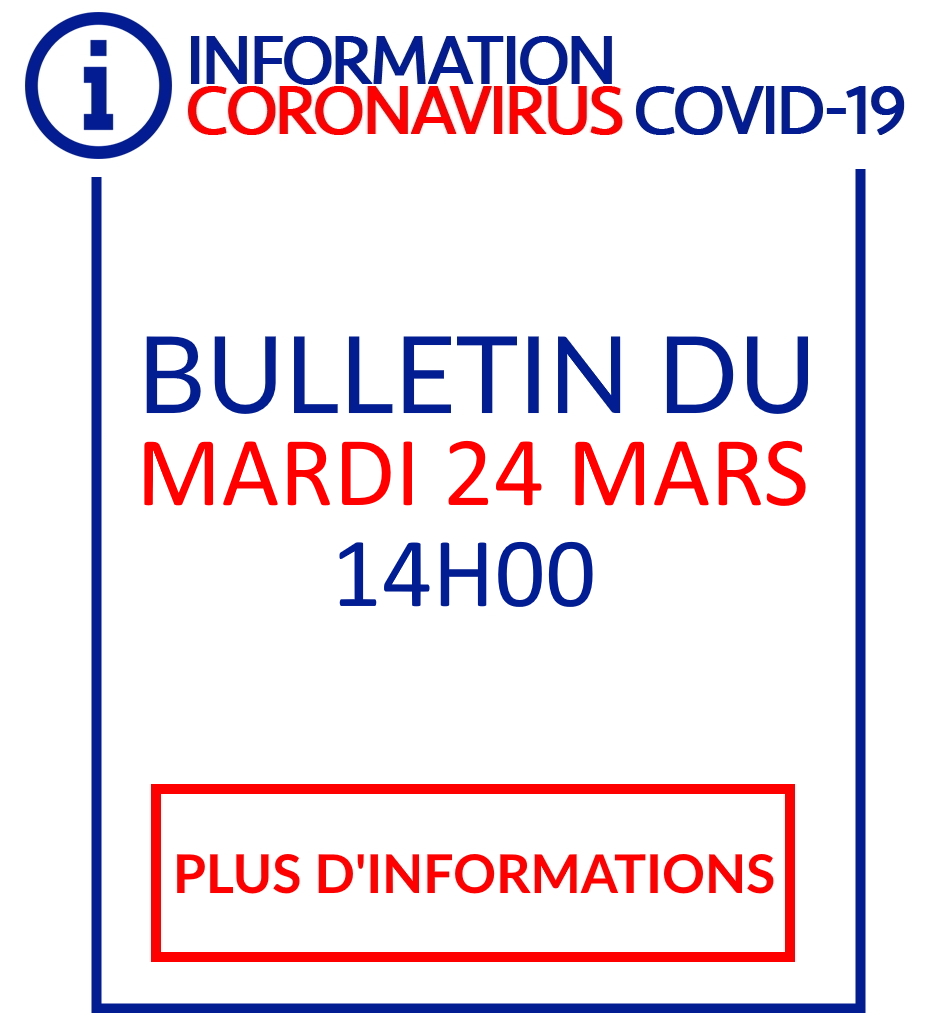 INFORMATION
CORONAVIRUS COVID-19
BULLETIN DU
MARDI 24 MARS
14H00
PLUS D'INFORMATIONS